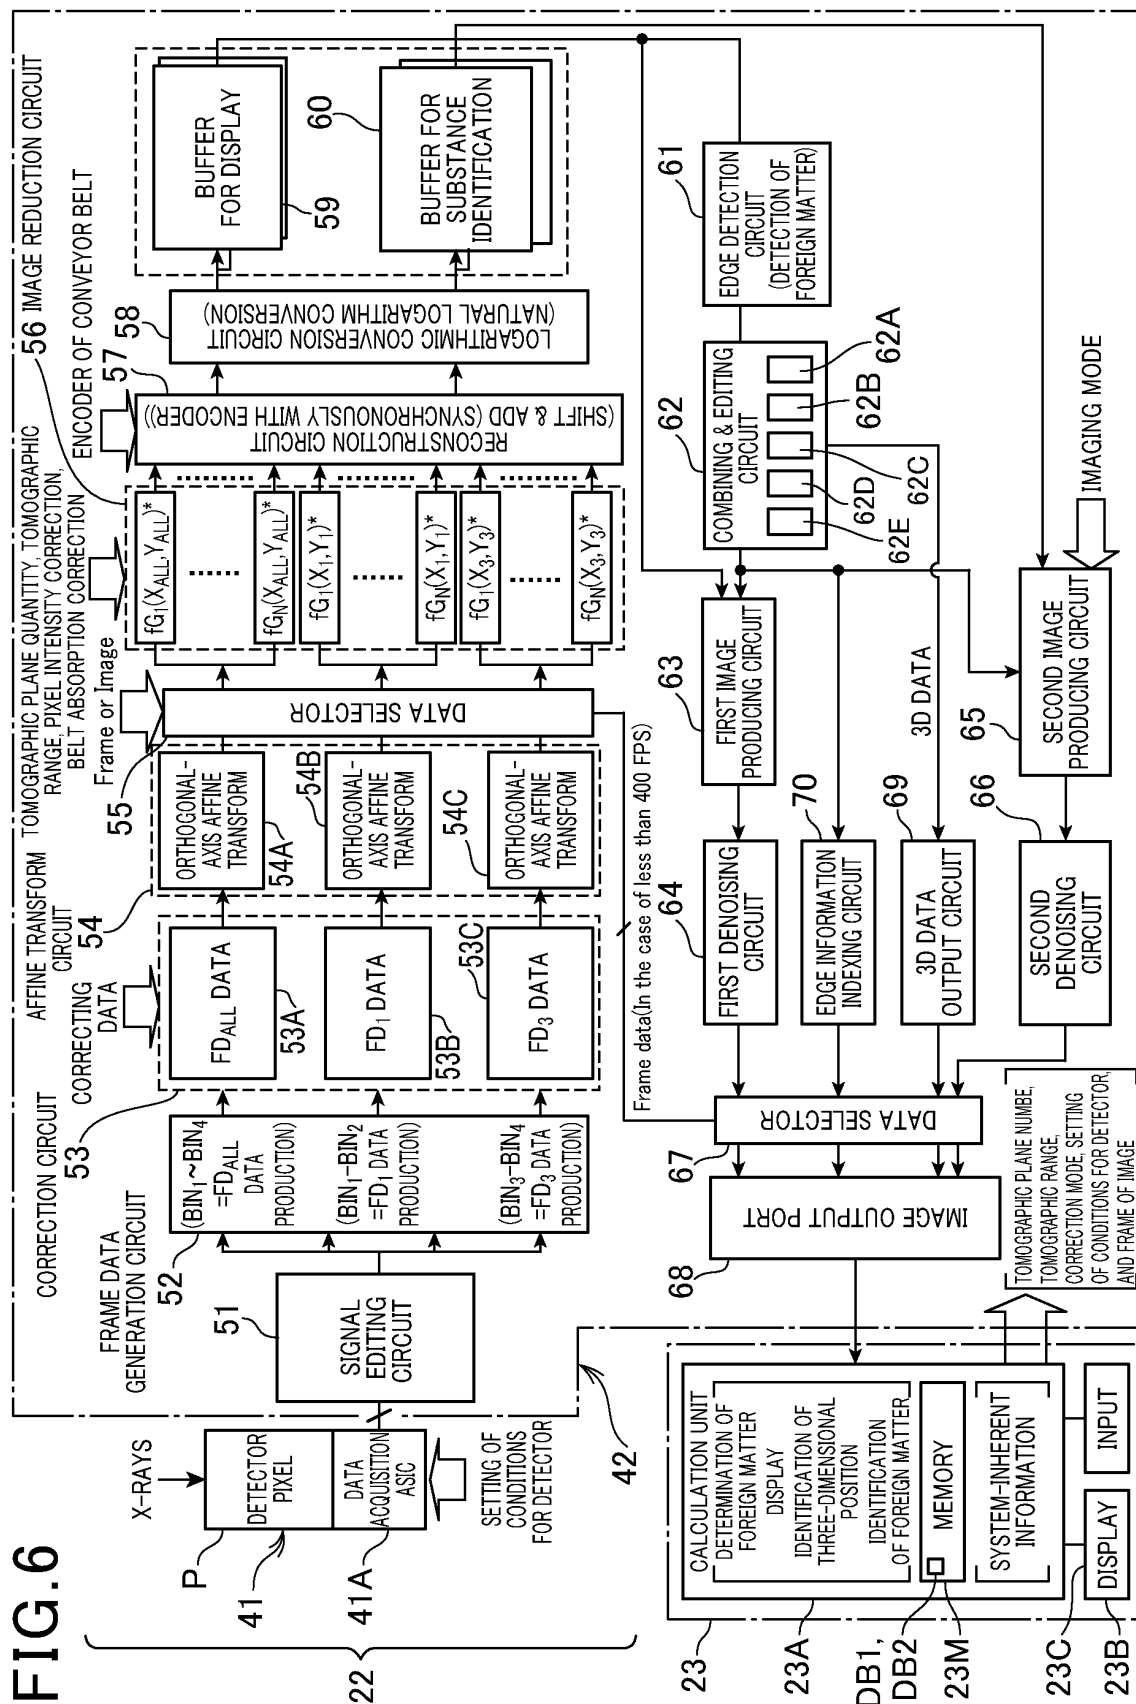 FIG.6
22
P
41
41A
X-RAYS
DETECTOR
PIXEL
DATA
ACQUISITION
ASIC
SETTING OF
CONDITIONS
FOR DETECTOR
42
CORRECTION CIRCUIT
FRAME DATA
GENERATION CIRCUIT
51
SIGNAL
EDITING
CIRCUIT
52
(BIN1~BIN4
=FDALL
DATA
PRODUCTION)
(BIN1-BIN2
=FD1 DATA
PRODUCTION)
(BIN3-BIN4
=FD3 DATA
PRODUCTION)
53
CORRECTING
DATA
FDALL DATA
53A
FD1 DATA
53B
FD3 DATA
53C
AFFINE TRANSFORM
CIRCUIT
54
ORTHOGONAL-
AXIS AFFINE
TRANSFORM
54A
ORTHOGONAL-
AXIS AFFINE
TRANSFORM
54B
ORTHOGONAL-
AXIS AFFINE
TRANSFORM
54C
55
Frame or Image
DATA SELECTOR
TOMOGRAPHIC PLANE QUANTITY, TOMOGRAPHIC
RANGE, PIXEL INTENSITY CORRECTION,
BELT ABSORPTION CORRECTION
56 IMAGE REDUCTION CIRCUIT
fG1(XALL,YALL)*
fGN(XALL,YALL)*
fG1(X1,Y1)*
fGN(X1,Y1)*
fG1(X3,Y3)*
fGN(X3,Y3)*
ENCODER OF CONVEYOR BELT
57
RECONSTRUCTION CIRCUIT
(SHIFT & ADD (SYNCHRONOUSLY WITH ENCODER))
58
LOGARITHMIC CONVERSION CIRCUIT
(NATURAL LOGARITHM CONVERSION)
BUFFER
FOR DISPLAY
59
60
BUFFER FOR
SUBSTANCE
IDENTIFICATION
61
EDGE DETECTION
CIRCUIT
(DETECTION OF
FOREIGN MATTER)
62
COMBINING & EDITING
CIRCUIT
62A
62B
62C
62D
62E
63
FIRST IMAGE
PRODUCING CIRCUIT
3D DATA
IMAGING MODE
65
SECOND IMAGE
PRODUCING CIRCUIT
Frame data(In the case of less than 400 FPS)
64
FIRST DENOISING
CIRCUIT
70
EDGE INFORMATION
INDEXING CIRCUIT
69
3D DATA
OUTPUT CIRCUIT
66
SECOND
DENOISING
CIRCUIT
67
DATA SELECTOR
68
IMAGE OUTPUT PORT
TOMOGRAPHIC PLANE NUMBE,
TOMOGRAPHIC RANGE,
CORRECTION MODE, SETTING
OF CONDITIONS FOR DETECTOR,
AND FRAME OF IMAGE
23
23A
CALCULATION UNIT
DETERMINATION OF
FOREIGN MATTER
DISPLAY
IDENTIFICATION OF
THREE-DIMENSIONAL
POSITION
IDENTIFICATION
OF FOREIGN MATTER
DB1,
DB2
23M
MEMORY
SYSTEM-INHERENT
INFORMATION
23C
23B
DISPLAY
INPUT